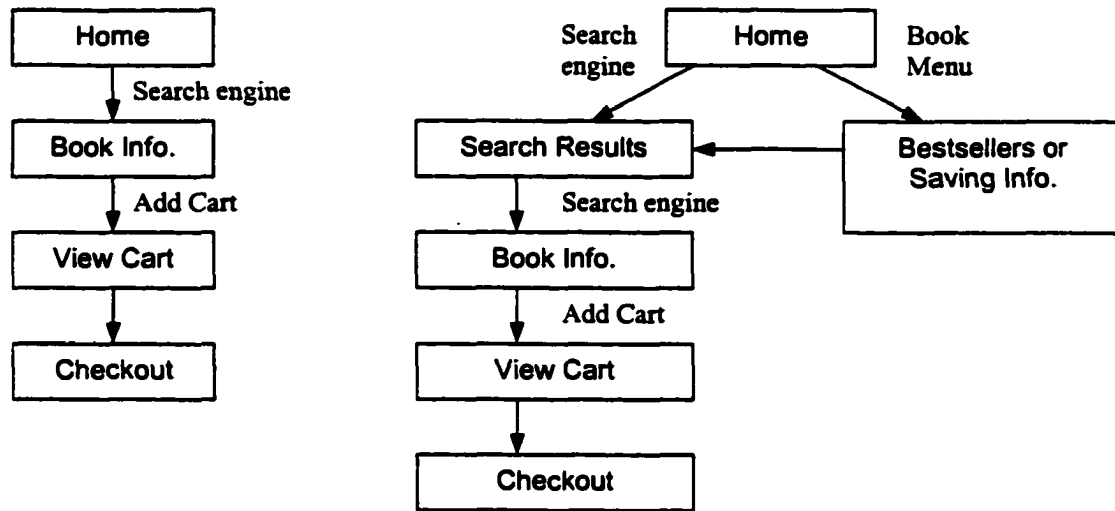 Home
Search engine
Book Info.
Add Cart
View Cart
Checkout
Search
engine
Home
Book
Menu
Search Results
Bestsellers or
Saving Info.
Search engine
Book Info.
Add Cart
View Cart
Checkout